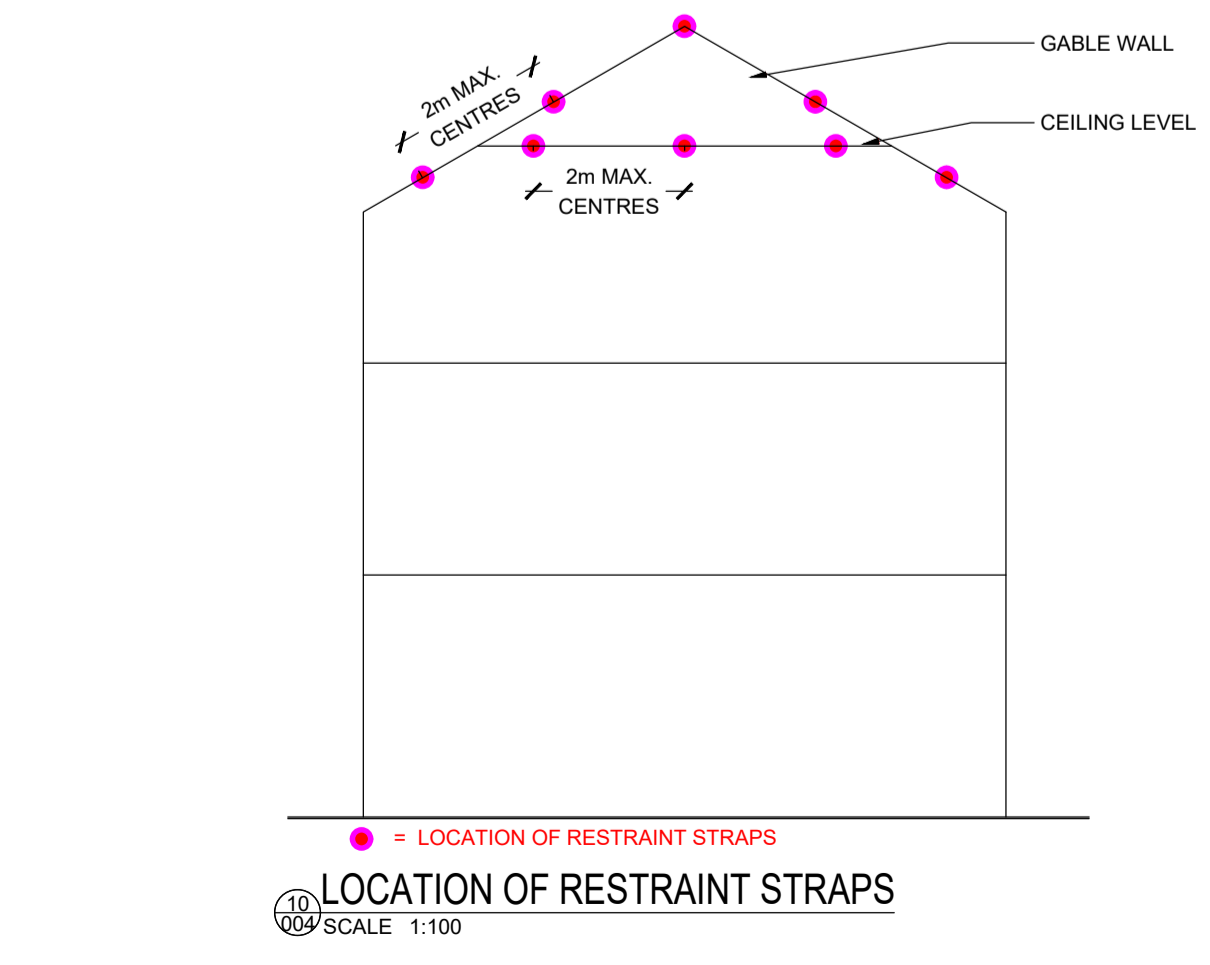 GABLE WALL
2m MAX.
CENTRES
CEILING LEVEL
2m MAX.
CENTRES
= LOCATION OF RESTRAINT STRAPS
LOCATION OF RESTRAINT STRAPS
10
004
SCALE 1:100